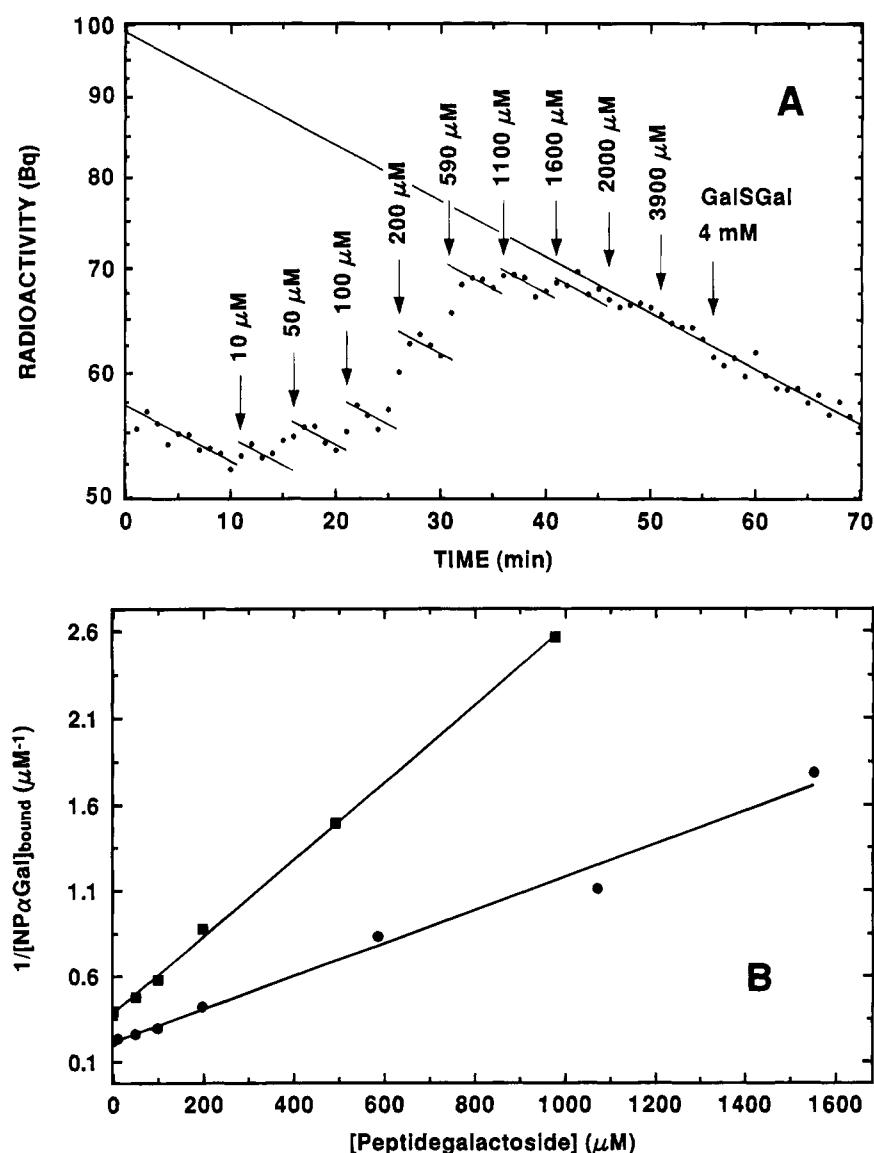 A
RADIOACTIVITY (Bq)
100
90
80
70
60
50
10 μM
50 μM
100 μM
200 μM
590 μM
1100 μM
1600 μM
2000 μM
3900 μM
GalSGal
4 mM
0 10 20 30 40 50 60 70
TIME (min)
B
1/[NPαGal]bound (μM-1)
2.6
2.1
1.6
1.1
0.6
0.1
0 200 400 600 800 1000 1200 1400 1600
[Peptidegalactoside] (μM)